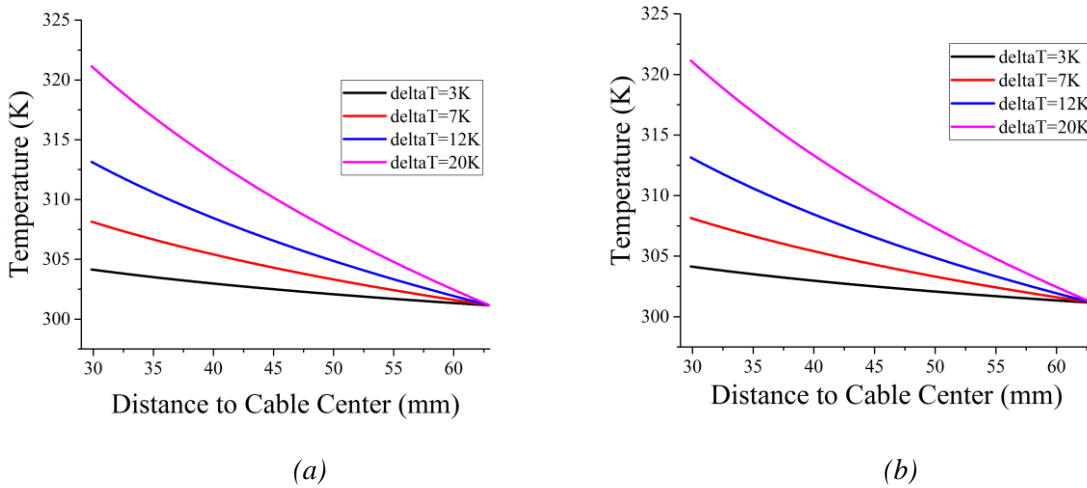 325
320
315
310
305
300
Temperature (K)
deltaT=3K
deltaT=7K
deltaT=12K
deltaT=20K
30 35 40 45 50 55 60
Distance to Cable Center (mm)
(a)
325
320
315
310
305
300
Temperature (K)
deltaT=3K
deltaT=7K
deltaT=12K
deltaT=20K
30 35 40 45 50 55 60
Distance to Cable Center (mm)
(b)